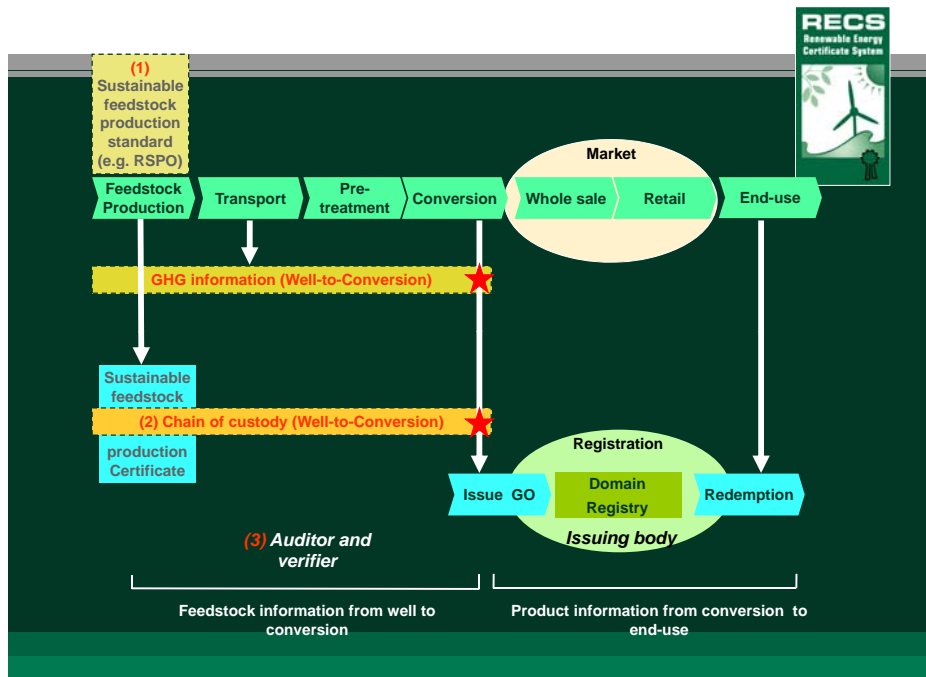 RECS
Renewable Energy
Certificate System
(1)
Sustainable
feedstock
production
standard
(e.g. RSPO)
Market
Feedstock
Production
Transport
Pre-
treatment
Conversion
Whole sale
Retail
End-use
GHG information (Well-to-Conversion)
Sustainable
feedstock
(2) Chain of custody (Well-to-Conversion)
production
Certificate
Registration
Issue GO
Domain
Registry
Redemption
Issuing body
(3) Auditor and
verifier
Feedstock information from well to
conversion
Product information from conversion to
end-use